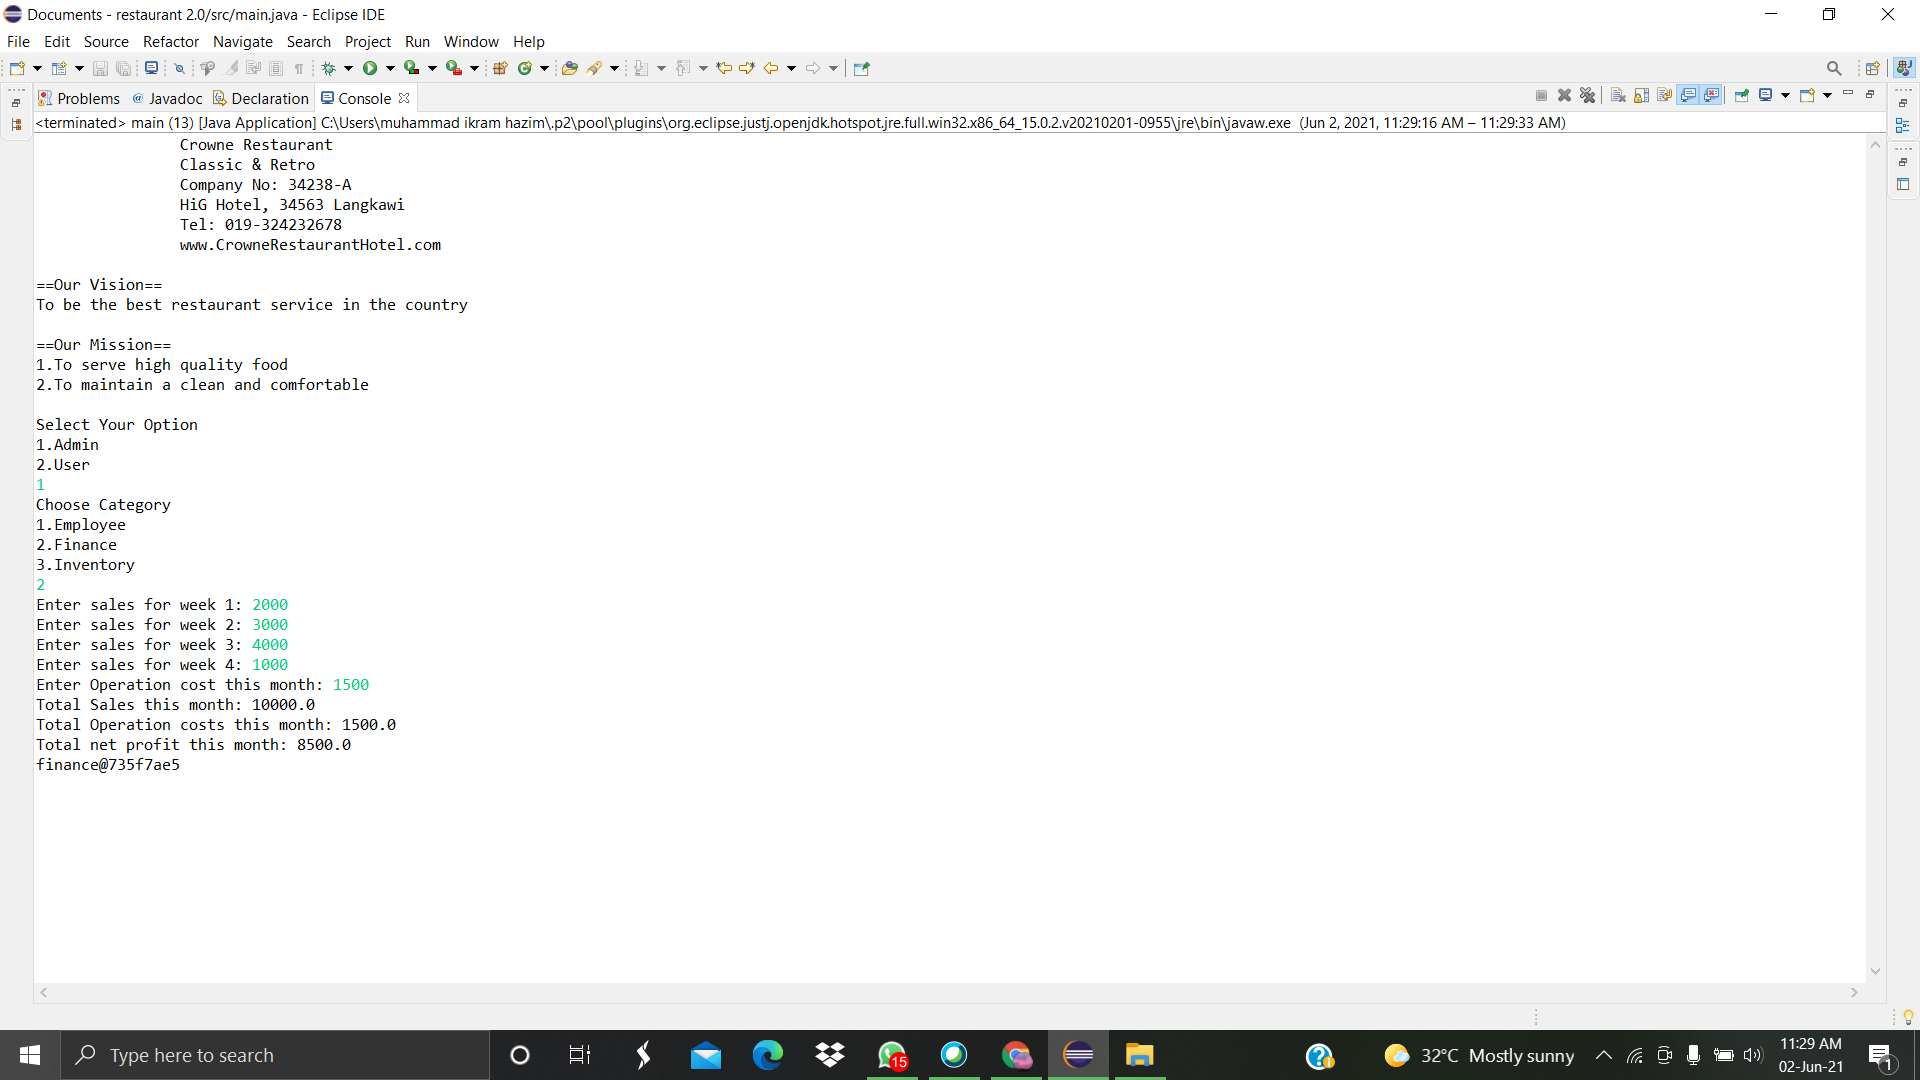 Documents - restaurant 2.0/src/main.java - Eclipse IDE
File Edit Source Refactor Navigate Search Project Run Window Help
Problems @ Javadoc Declaration Console
<terminated> main (13) [Java Application] C:\Users\muhammad ikram hazim\.p2\pool\plugins\org.eclipse.justj.openjdk.hotspot.jre.full.win32.x86_64_15.0.2.v20210201-0955\jre\bin\javaw.exe (Jun 2, 2021, 11:29:16 AM – 11:29:33 AM)
Crowne Restaurant
Classic & Retro
Company No: 34238-A
HiG Hotel, 34563 Langkawi
Tel: 019-324232678
www.CrowneRestaurantHotel.com
==Our Vision==
To be the best restaurant service in the country
==Our Mission==
1.To serve high quality food
2.To maintain a clean and comfortable
Select Your Option
1.Admin
2.User
1
Choose Category
1.Employee
2.Finance
3.Inventory
2
Enter sales for week 1: 2000
Enter sales for week 2: 3000
Enter sales for week 3: 4000
Enter sales for week 4: 1000
Enter Operation cost this month: 1500
Total Sales this month: 10000.0
Total Operation costs this month: 1500.0
Total net profit this month: 8500.0
finance@735f7ae5
Type here to search
15
32°C Mostly sunny
11:29 AM
02-Jun-21
1